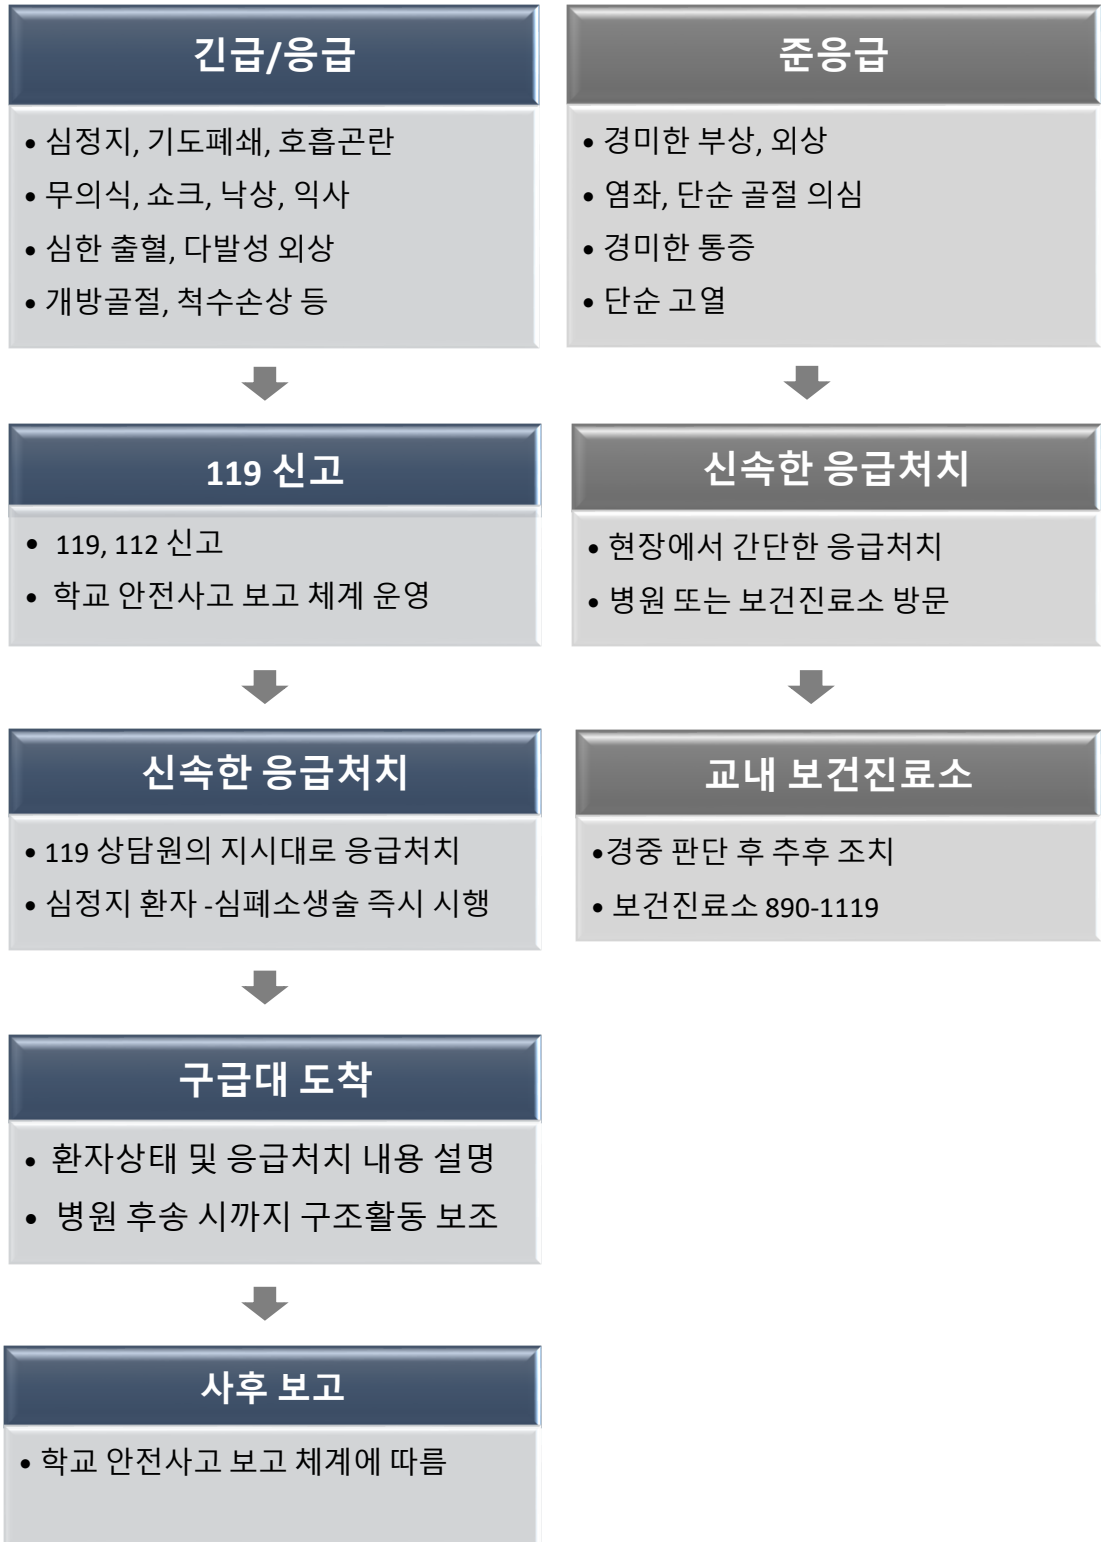 긴급/응급
• 심정지, 기도폐쇄, 호흡곤란
• 무의식, 쇼크, 낙상, 익사
• 심한 출혈, 다발성 외상
• 개방골절, 척수손상 등
119 신고
• 119, 112 신고
• 학교 안전사고 보고 체계 운영
신속한 응급처치
• 119 상담원의 지시대로 응급처치
• 심정지 환자 -심폐소생술 즉시 시행
구급대 도착
• 환자상태 및 응급처치 내용 설명
• 병원 후송 시까지 구조활동 보조
사후 보고
• 학교 안전사고 보고 체계에 따름
준응급
• 경미한 부상, 외상
• 염좌, 단순 골절 의심
• 경미한 통증
• 단순 고열
신속한 응급처치
• 현장에서 간단한 응급처치
• 병원 또는 보건진료소 방문
교내 보건진료소
•경중 판단 후 추후 조치
• 보건진료소 890-1119